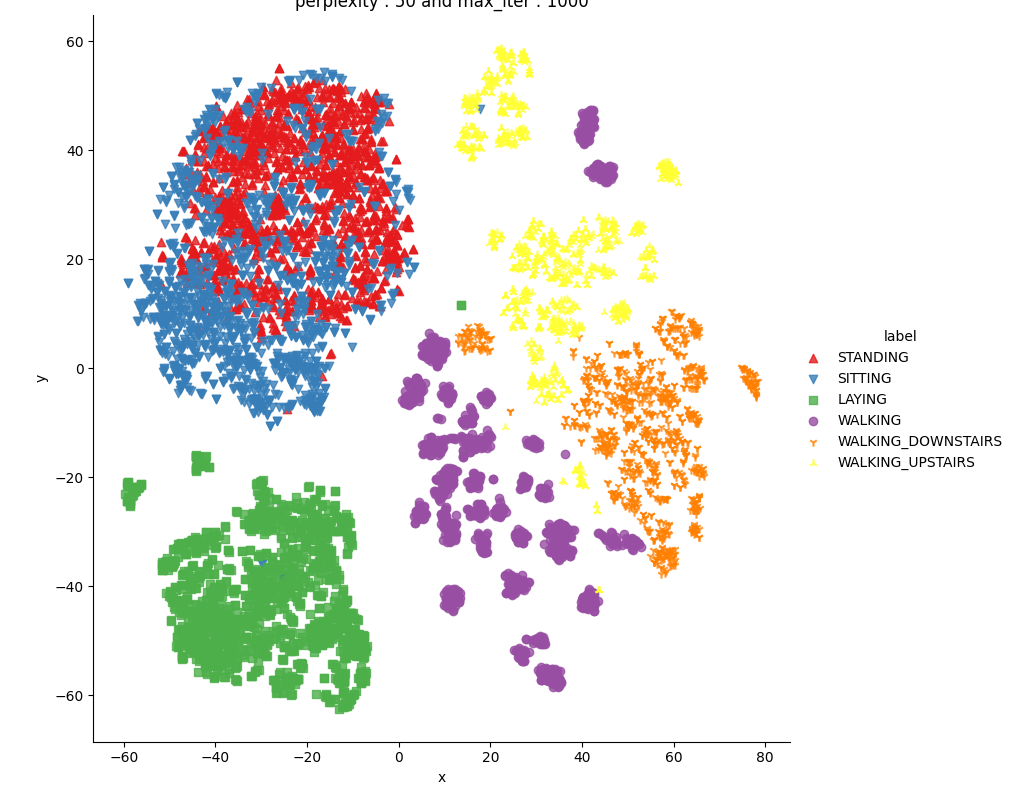 perplexity : 50 and max_iter : 1000
60
40
20
0
−20
−40
−60
y
−60 −40 −20 0 20 40 60 80
x
label
STANDING
SITTING
LAYING
WALKING
WALKING_DOWNSTAIRS
WALKING_UPSTAIRS